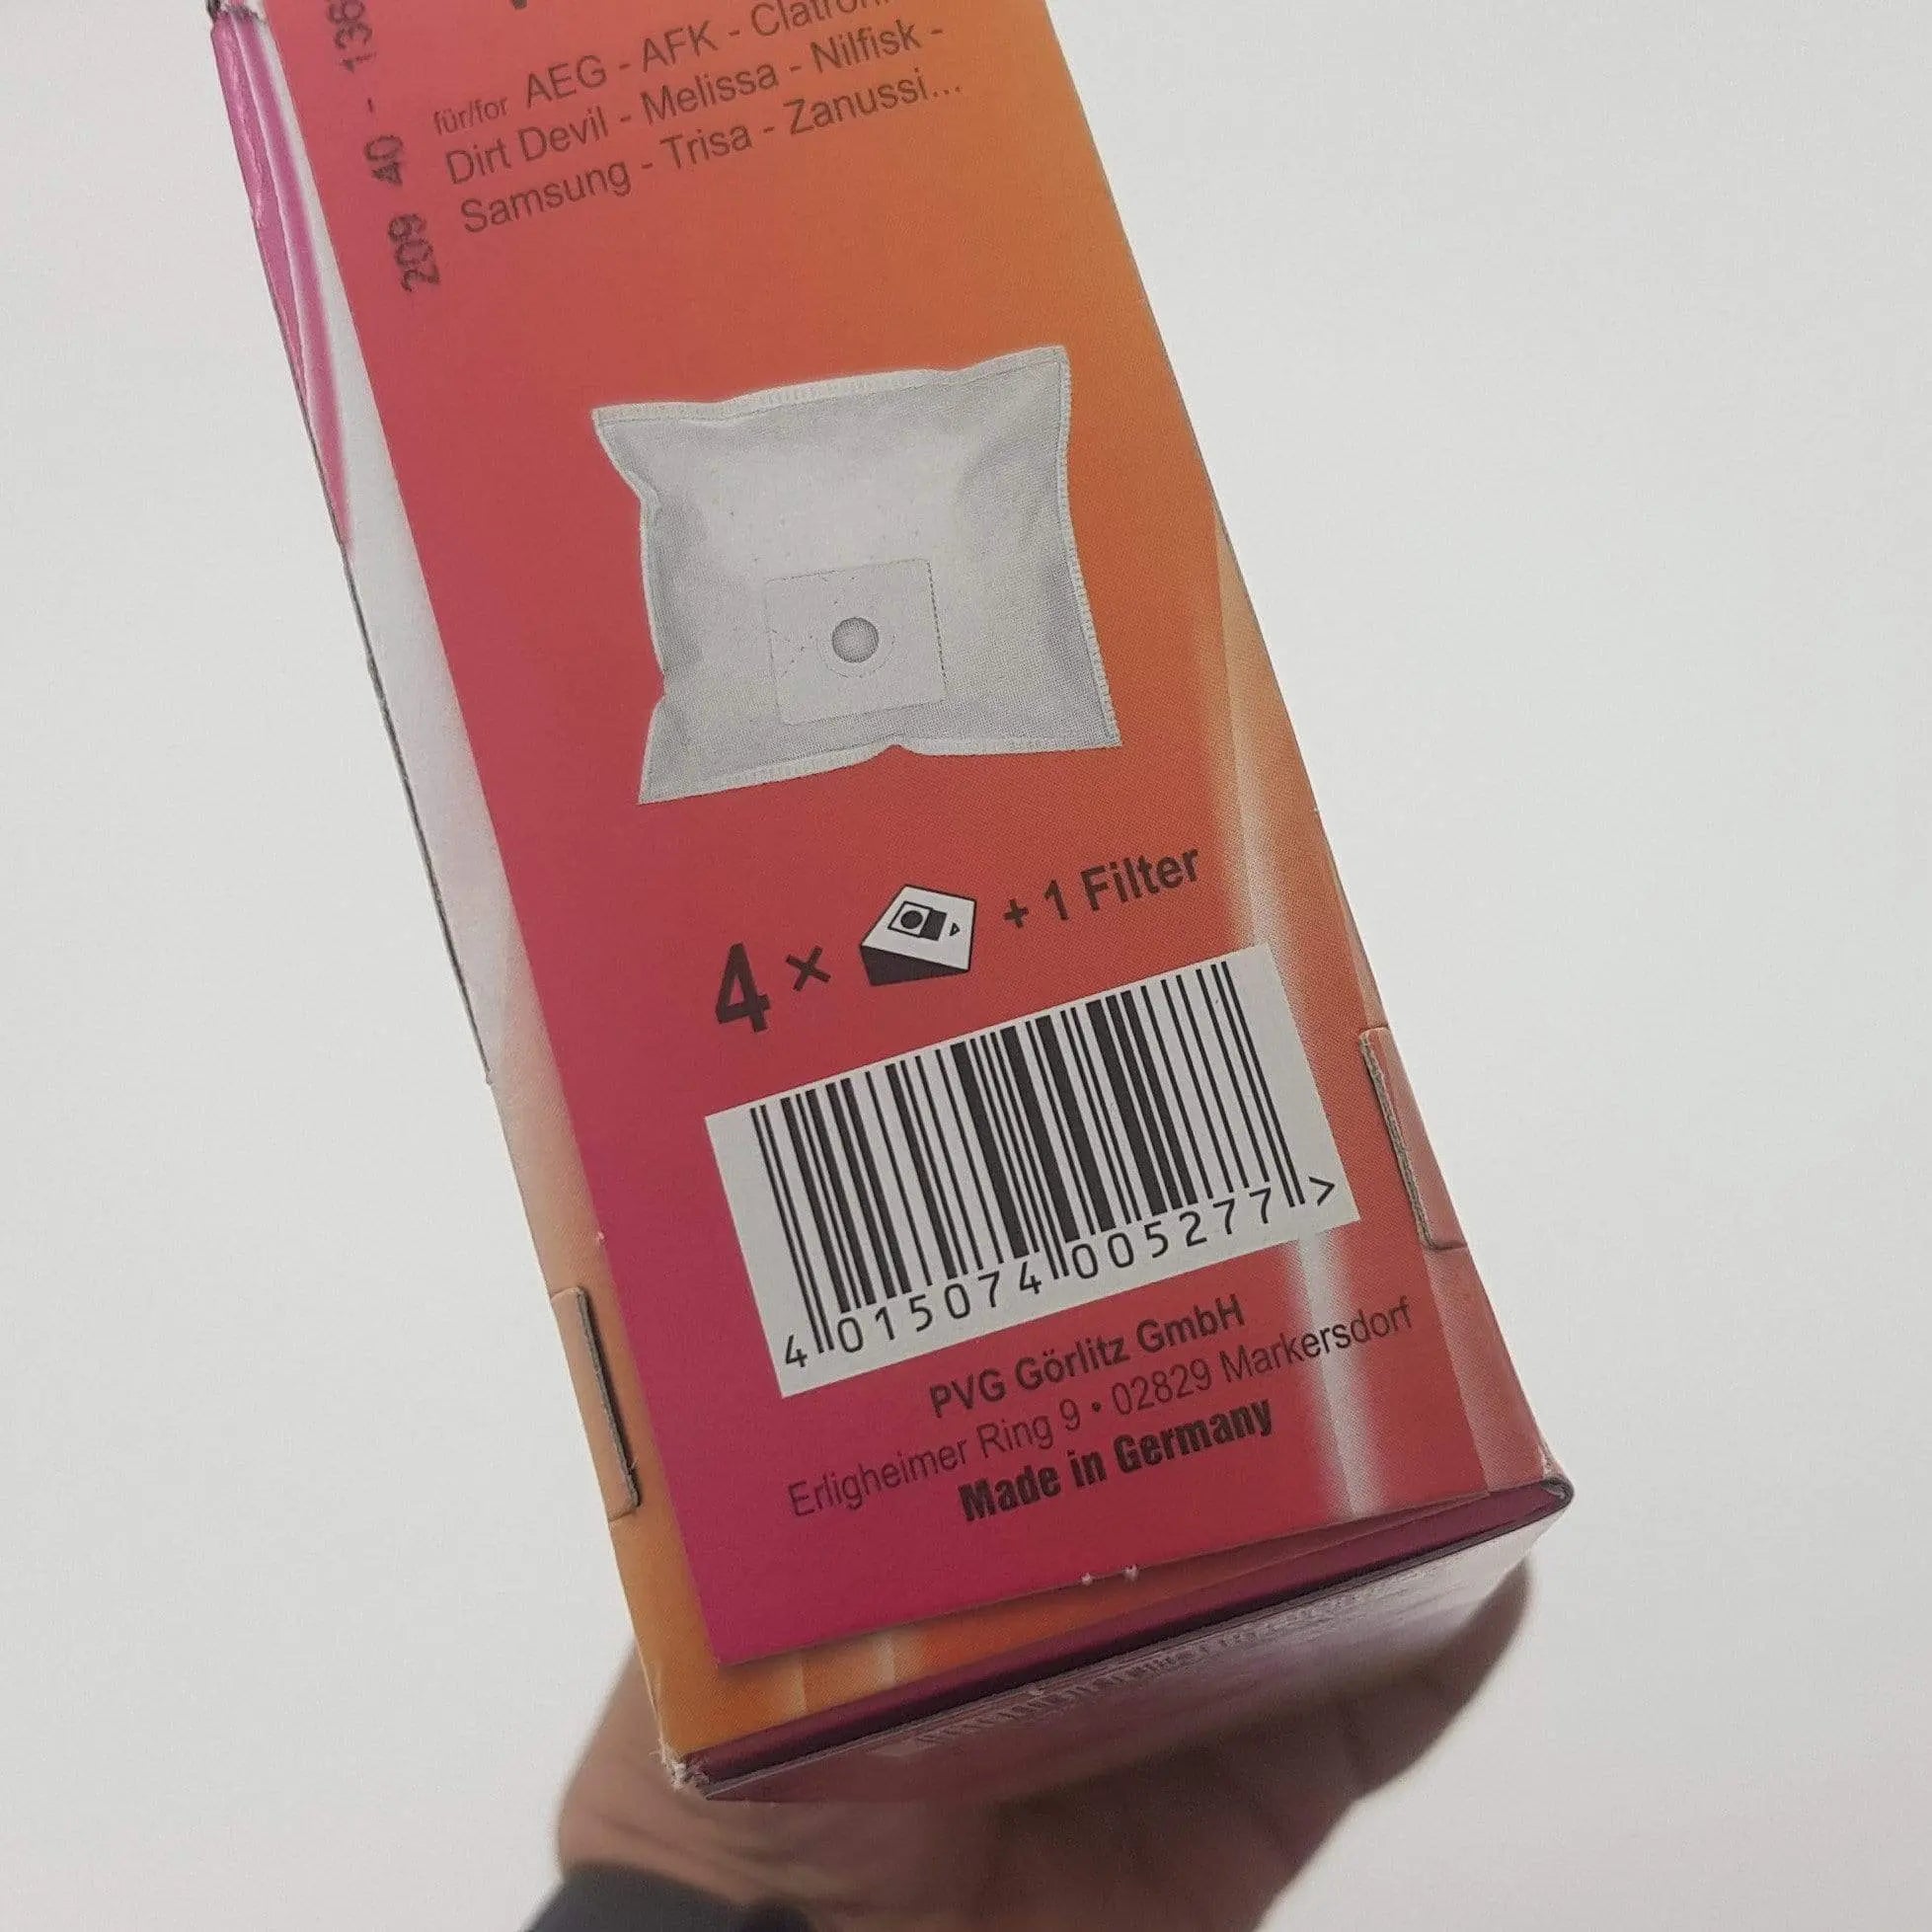 für/for AEG - AFK -
Dirt Devil - Melissa - Nilfisk -
Samsung - Trisa - Zanussi...
209 40 - 136
4 × + 1 Filter
4 015074 005277 >
PVG Görlitz GmbH
Erligheimer Ring 9 • 02829 Markersdorf
Made in Germany